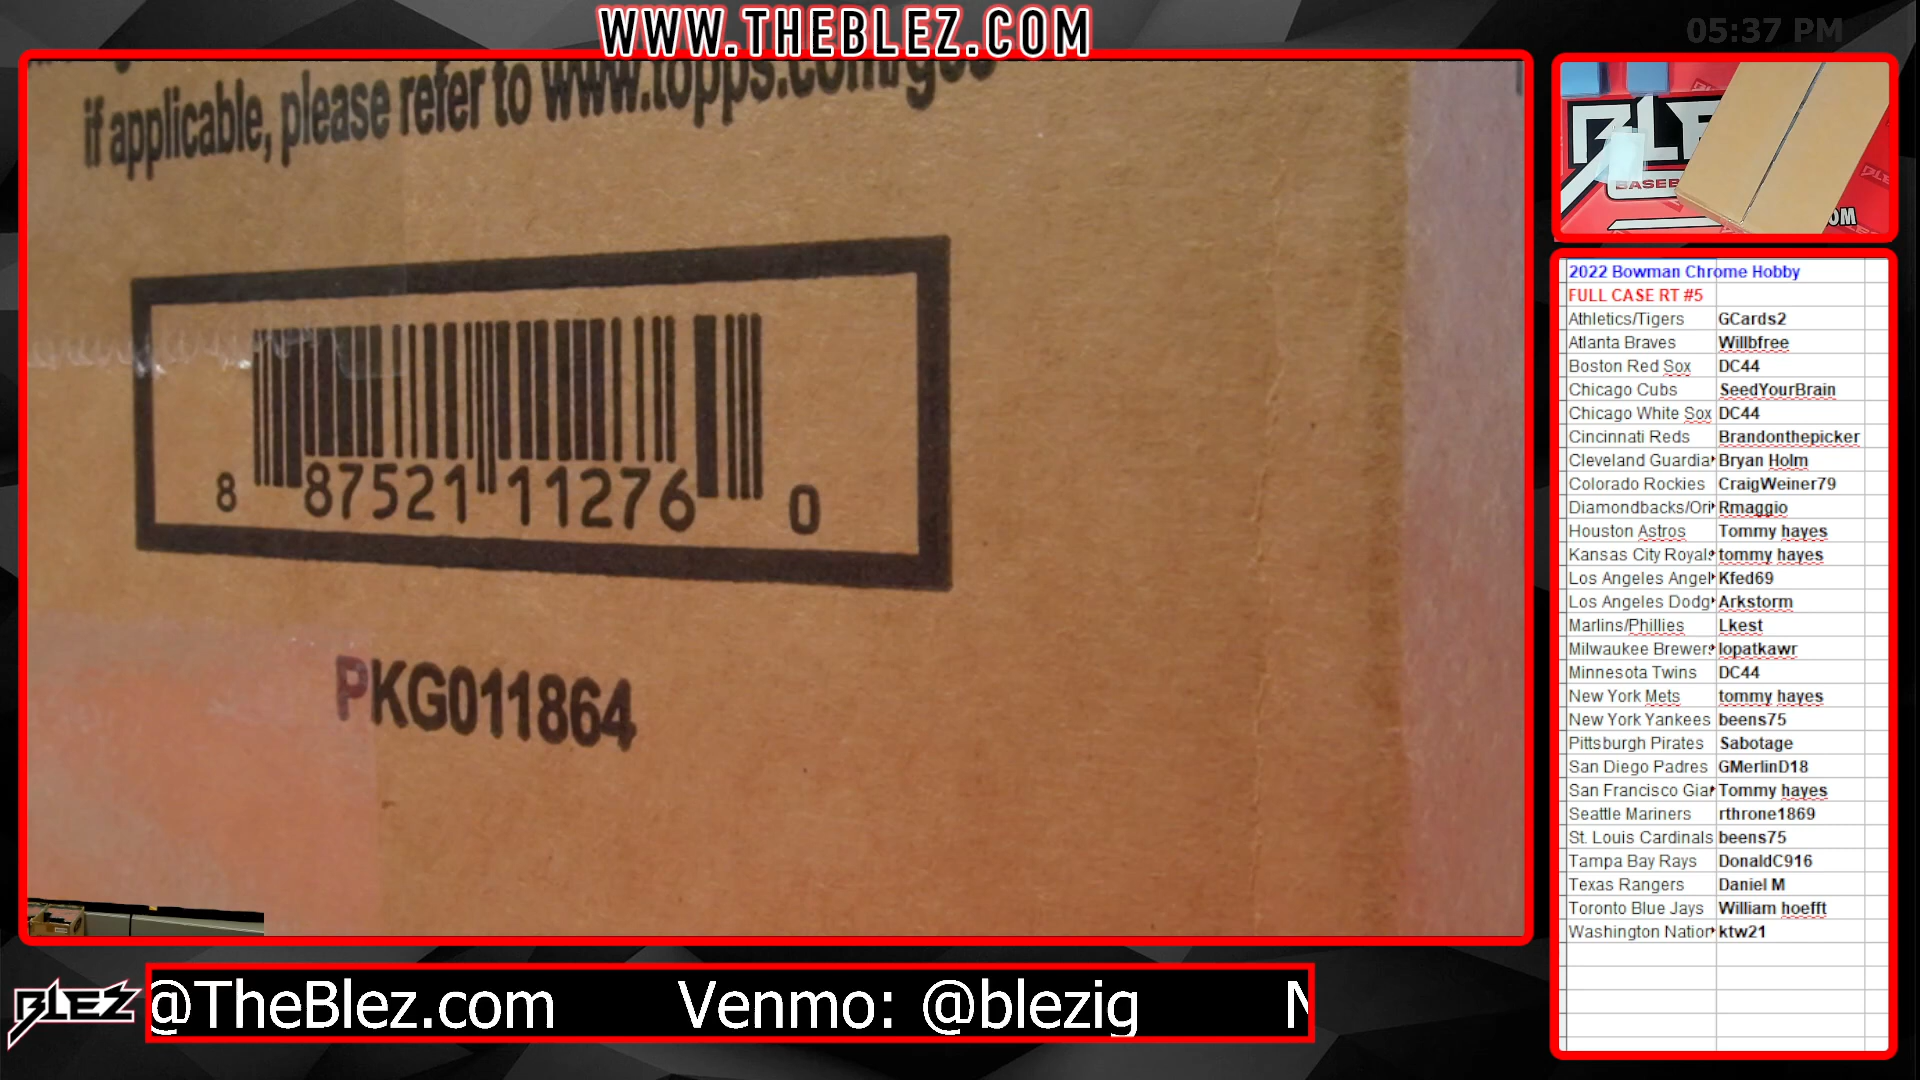 WWW.THEBLEZ.COM
05:37 PM
if applicable, please refer to www.topps.com/
8 87521 11276 0
PKG011864
BLE
BASEB
OM
2022 Bowman Chrome Hobby
FULL CASE RT #5
Athletics/Tigers GCards2
Atlanta Braves Willbfree
Boston Red Sox DC44
Chicago Cubs SeedYourBrain
Chicago White Sox DC44
Cincinnati Reds Brandonthepicker
Cleveland Guardia Bryan Holm
Colorado Rockies CraigWeiner79
Diamondbacks/Ori Rmaggio
Houston Astros Tommy hayes
Kansas City Royals tommy hayes
Los Angeles Angel Kfed69
Los Angeles Dodg Arkstorm
Marlins/Phillies Lkest
Milwaukee Brewers lopatkawr
Minnesota Twins DC44
New York Mets tommy hayes
New York Yankees beens75
Pittsburgh Pirates Sabotage
San Diego Padres GMerlinD18
San Francisco Gia Tommy hayes
Seattle Mariners rthrone1869
St. Louis Cardinals beens75
Tampa Bay Rays DonaldC916
Texas Rangers Daniel M
Toronto Blue Jays William hoefft
Washington Nation ktw21
BLEZ
@TheBlez.com Venmo: @blezig